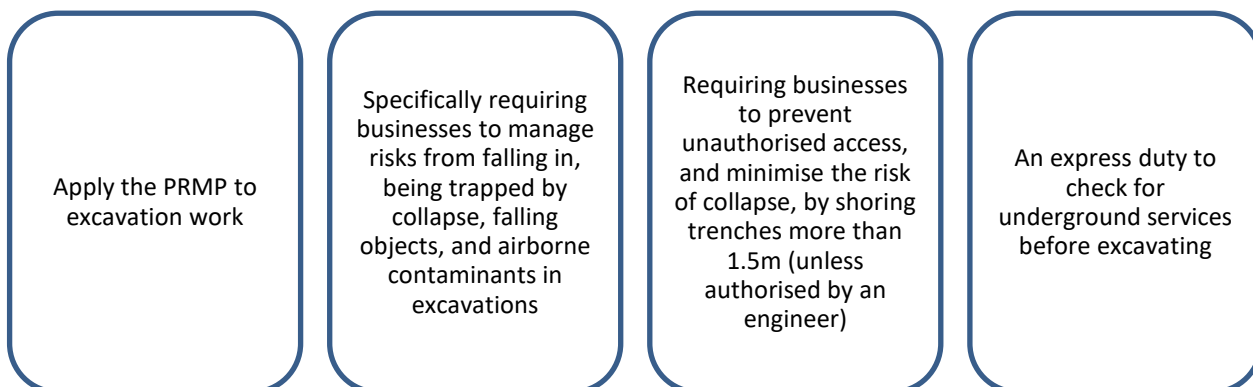 Apply the PRMP to
excavation work
Specifically requiring
businesses to manage
risks from falling in,
being trapped by
collapse, falling
objects, and airborne
contaminants in
excavations
Requiring businesses
to prevent
unauthorised access,
and minimise the risk
of collapse, by shoring
trenches more than
1.5m (unless
authorised by an
engineer)
An express duty to
check for
underground services
before excavating